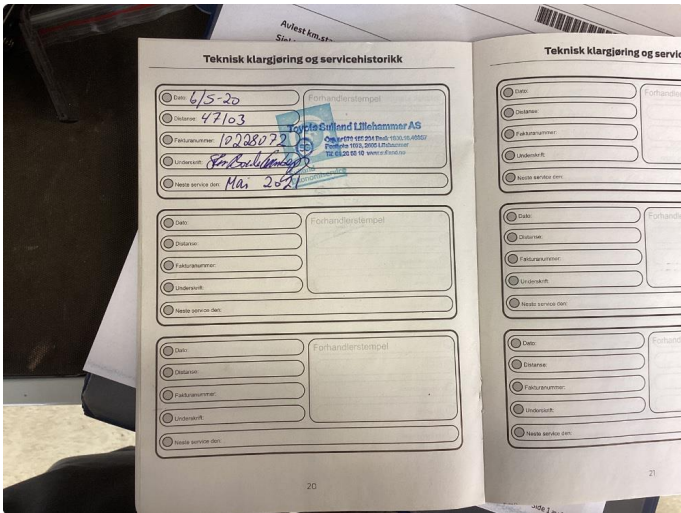 Avlest km.st
Teknisk klargjøring og servicehistorikk
Dato: 6/5-20
Forhandlerstempel
Distanse: 47103
Toyota Sulland Lillehammer AS
Fakturanummer: 10228072
Underskrift:
Neste service den: Mai 2021
Dato:
Forhandlerstempel
Distanse:
Fakturanummer:
Underskrift:
Neste service den:
Dato:
Forhandlerstempel
Distanse:
Fakturanummer:
Underskrift:
Neste service den:
20
Teknisk klargjøring og servic
Dato:
Forhandle
Distanse:
Fakturanummer:
Underskrift:
Neste service den:
Dato:
Forhandle
Distanse:
Fakturanummer:
Underskrift:
Neste service den:
Dato:
Forhand
Distanse:
Fakturanummer:
Underskrift:
Neste service den:
21